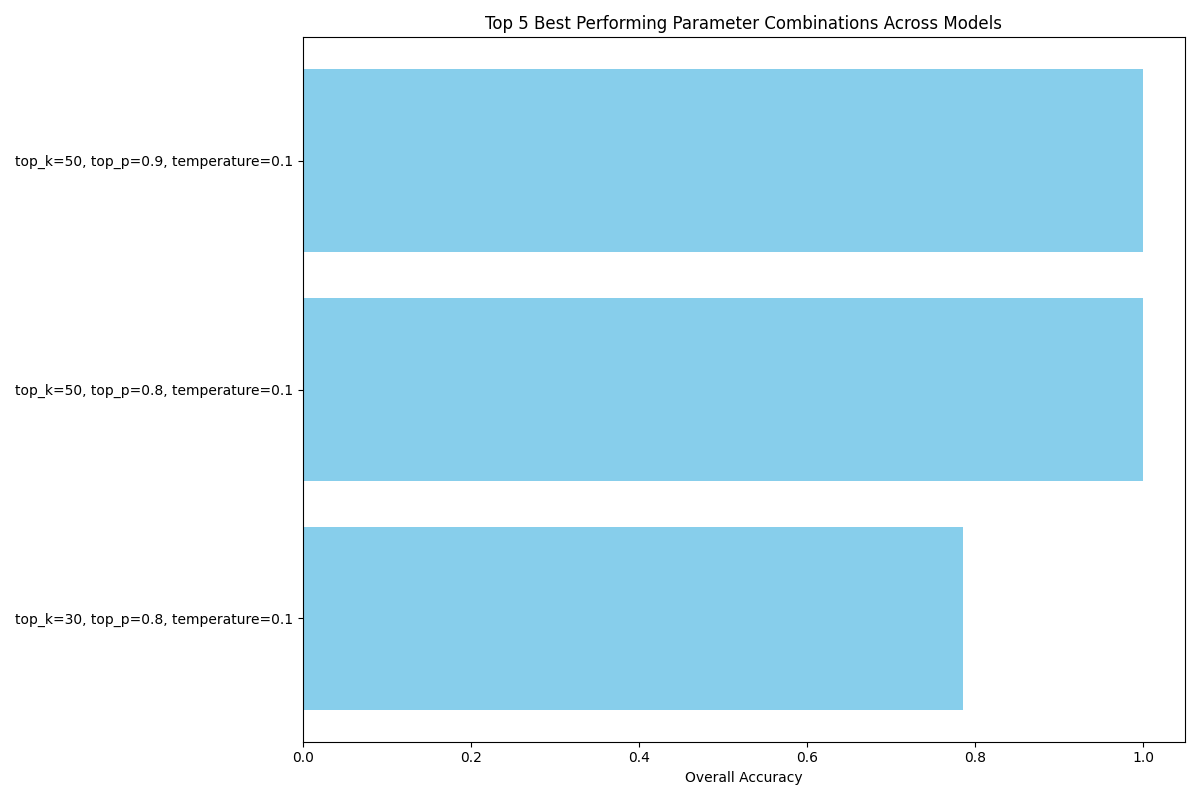 Top 5 Best Performing Parameter Combinations Across Models
top_k=50, top_p=0.9, temperature=0.1
top_k=50, top_p=0.8, temperature=0.1
top_k=30, top_p=0.8, temperature=0.1
0.0 0.2 0.4 0.6 0.8 1.0
Overall Accuracy